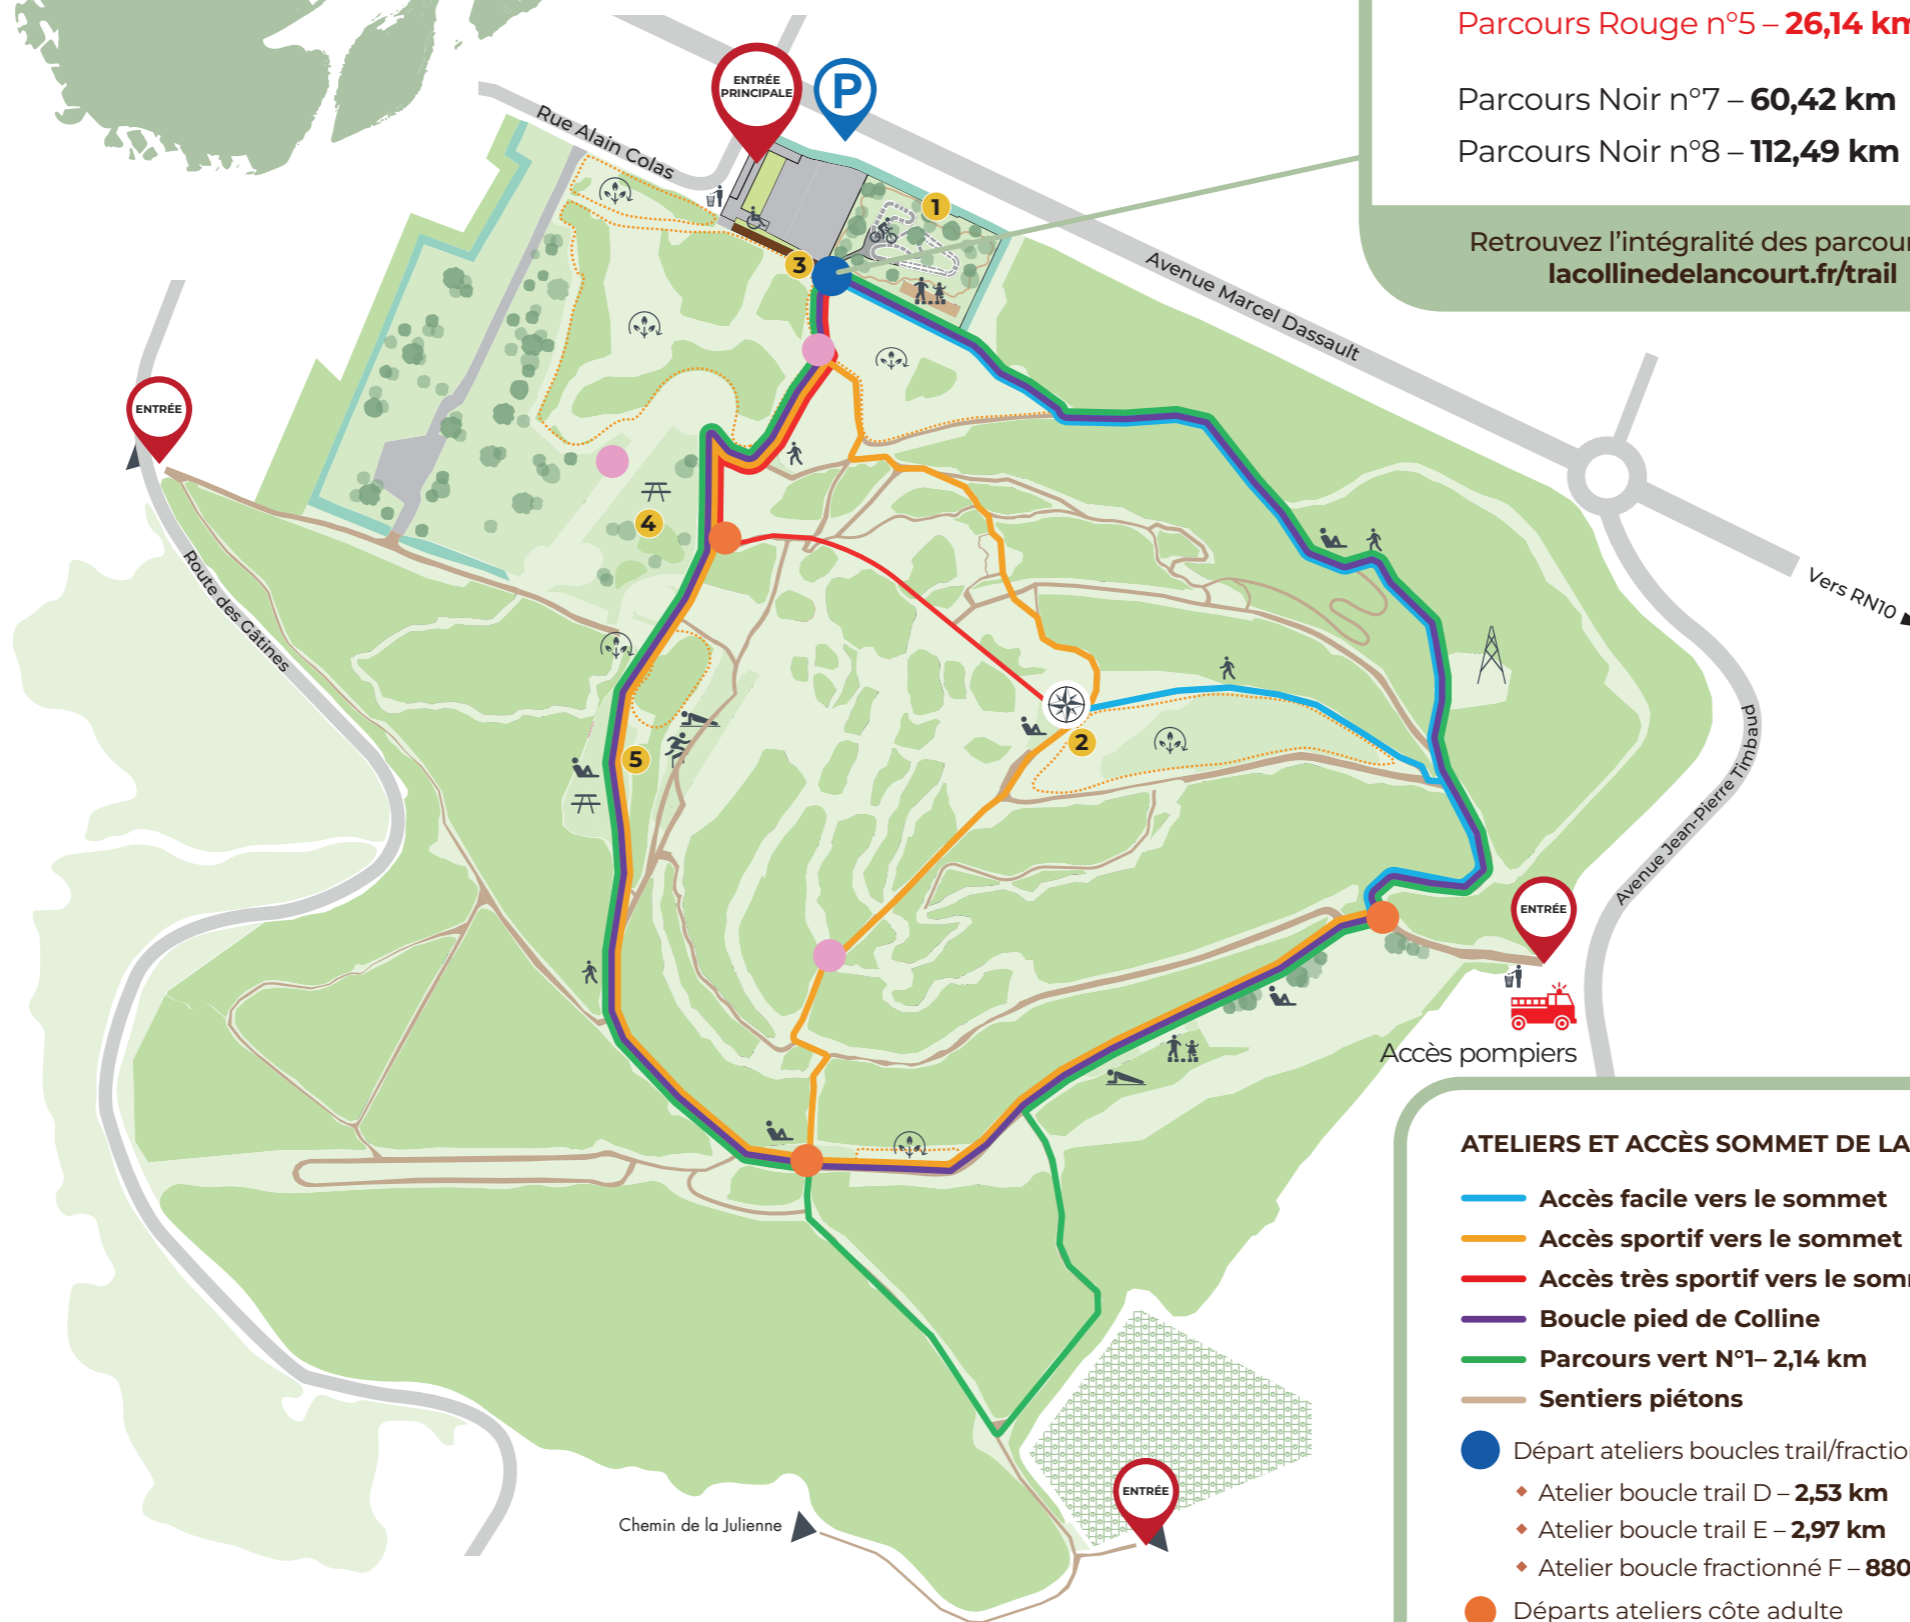 Parcours Rouge n°5 – 26,14 km
Parcours Noir n°7 – 60,42 km
Parcours Noir n°8 – 112,49 km
Retrouvez l'intégralité des parcour
lacollinedelancourt.fr/trail
ENTRÉE
PRINCIPALE
P
Rue Alain Colas
1
3
Avenue Marcel Dassault
ENTRÉE
4
Route des Gâtines
Vers RN10
2
5
Avenue Jean-Pierre Timbaud
ENTRÉE
Accès pompiers
ENTRÉE
Chemin de la Julienne
ATELIERS ET ACCÈS SOMMET DE LA
Accès facile vers le sommet
Accès sportif vers le sommet
Accès très sportif vers le som
Boucle pied de Colline
Parcours vert N°1– 2,14 km
Sentiers piétons
Départ ateliers boucles trail/fractio
Atelier boucle trail D – 2,53 km
Atelier boucle trail E – 2,97 km
Atelier boucle fractionné F – 880
Départs ateliers côte adulte